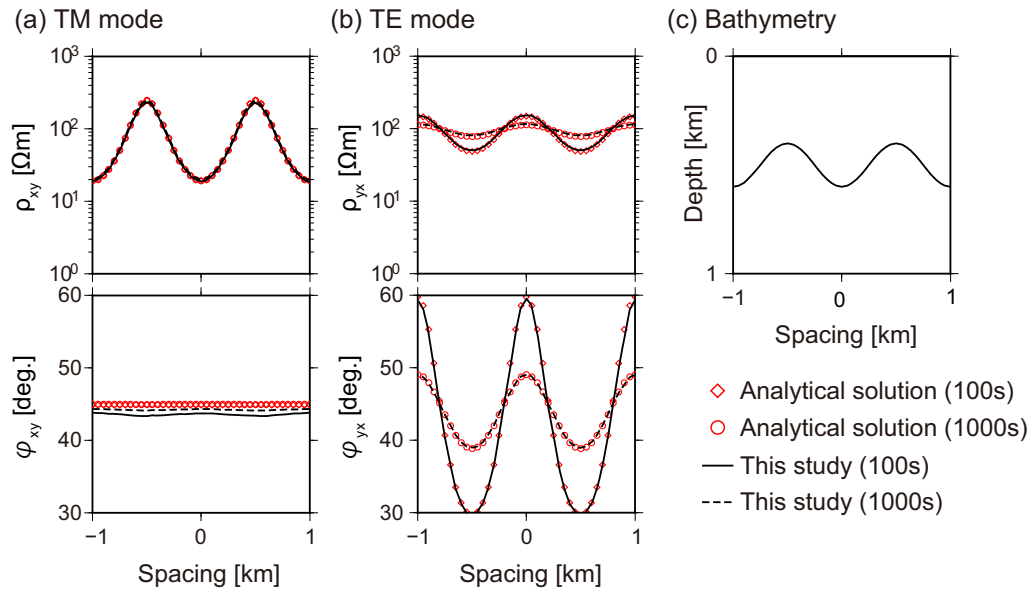 (a) TM mode
(b) TE mode
(c) Bathymetry
10³
10²
10¹
10⁰
ρxy [Ωm]
10³
10²
10¹
10⁰
ρyx [Ωm]
0
1
Depth [km]
−1 0 1
Spacing [km]
60
50
40
30
φxy [deg.]
−1 0 1
Spacing [km]
60
50
40
30
φyx [deg.]
−1 0 1
Spacing [km]
Analytical solution (100s)
Analytical solution (1000s)
This study (100s)
This study (1000s)